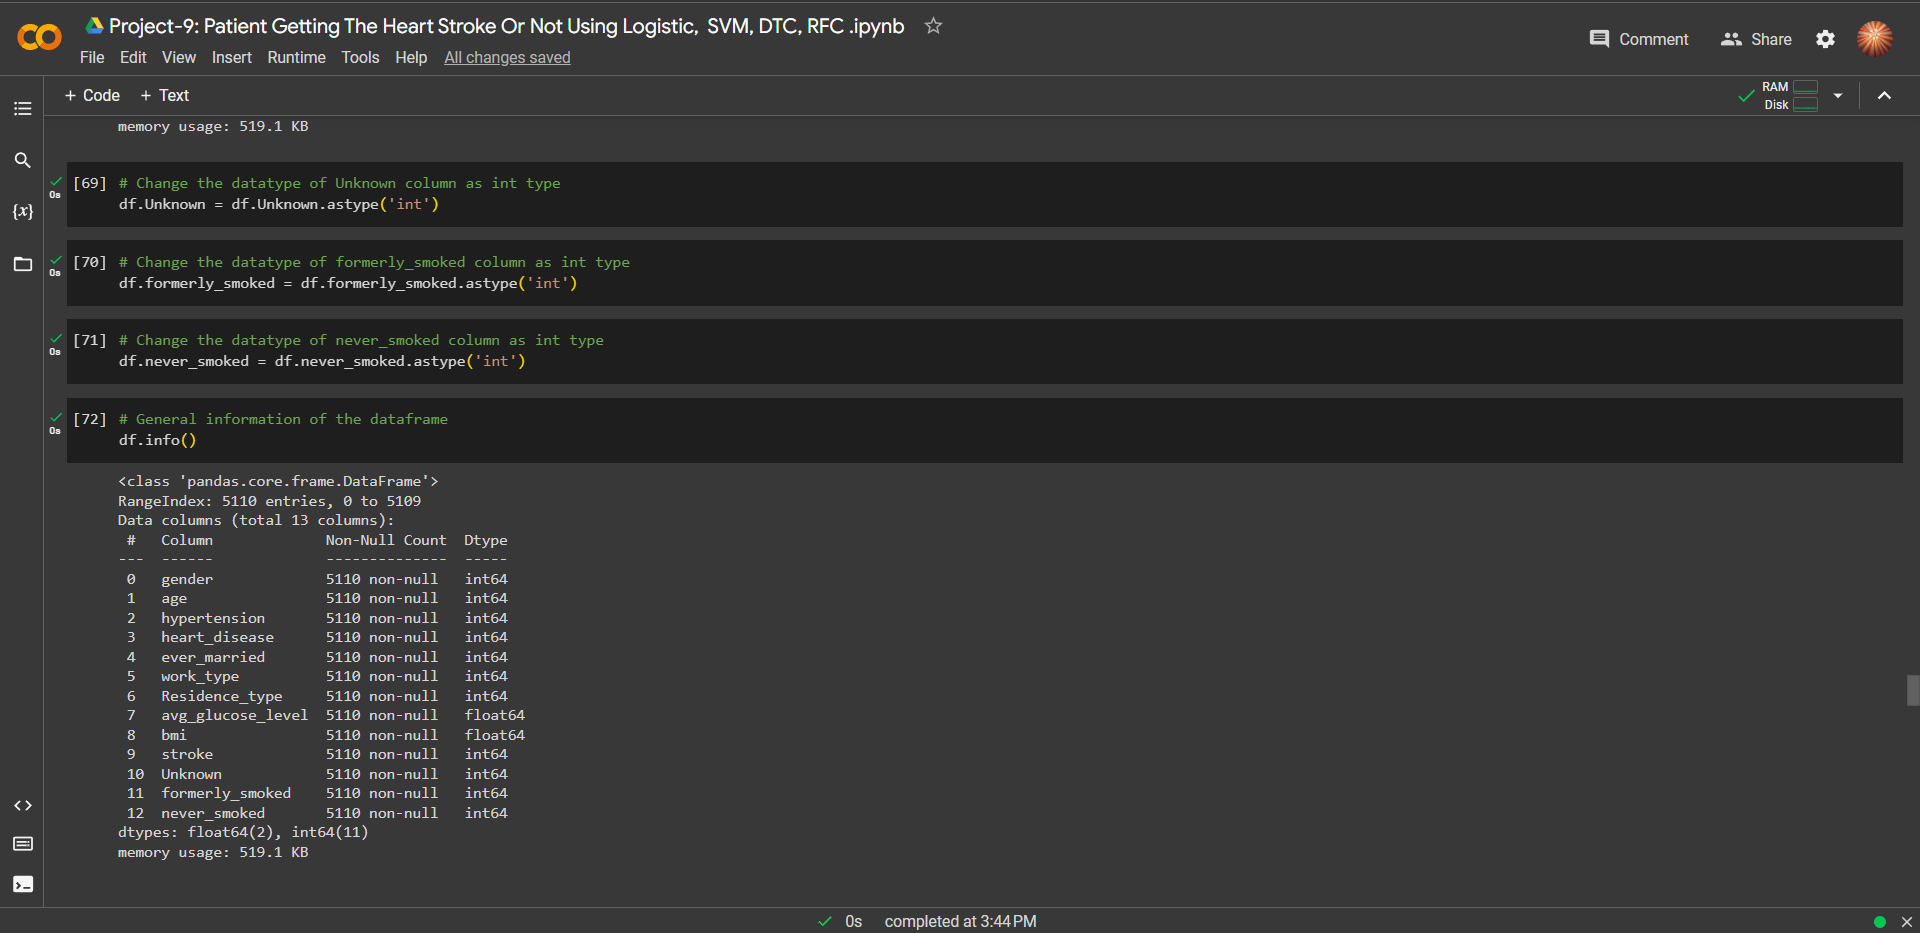 Project-9: Patient Getting The Heart Stroke Or Not Using Logistic,  SVM, DTC, RFC .ipynb
File Edit View Insert Runtime Tools Help All changes saved
Comment Share
+ Code + Text
RAM
Disk
memory usage: 519.1 KB
{x}
0s
[69] # Change the datatype of Unknown column as int type
df.Unknown = df.Unknown.astype('int')
0s
[70] # Change the datatype of formerly_smoked column as int type
df.formerly_smoked = df.formerly_smoked.astype('int')
0s
[71] # Change the datatype of never_smoked column as int type
df.never_smoked = df.never_smoked.astype('int')
0s
[72] # General information of the dataframe
df.info()
<class 'pandas.core.frame.DataFrame'>
RangeIndex: 5110 entries, 0 to 5109
Data columns (total 13 columns):
 #   Column             Non-Null Count  Dtype
---  ------             --------------  -----
 0   gender             5110 non-null   int64
 1   age                5110 non-null   int64
 2   hypertension       5110 non-null   int64
 3   heart_disease      5110 non-null   int64
 4   ever_married       5110 non-null   int64
 5   work_type          5110 non-null   int64
 6   Residence_type     5110 non-null   int64
 7   avg_glucose_level  5110 non-null   float64
 8   bmi                5110 non-null   float64
 9   stroke             5110 non-null   int64
 10  Unknown            5110 non-null   int64
 11  formerly_smoked    5110 non-null   int64
 12  never_smoked       5110 non-null   int64
dtypes: float64(2), int64(11)
memory usage: 519.1 KB
0s completed at 3:44 PM